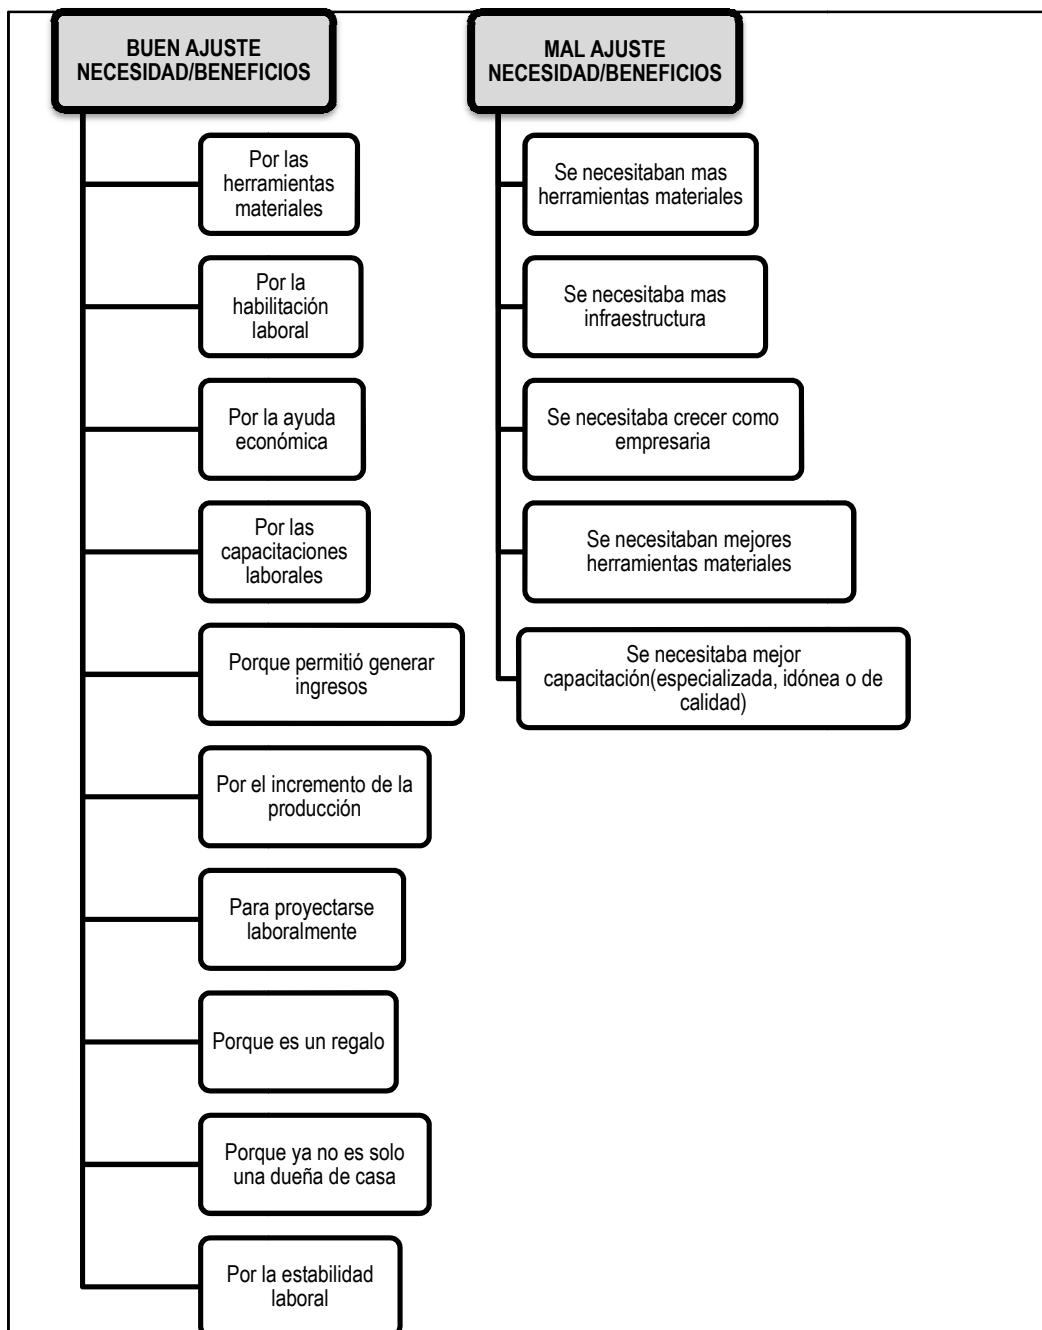 BUEN AJUSTE
NECESIDAD/BENEFICIOS
Por las
herramientas
materiales
Por la
habilitación
laboral
Por la ayuda
económica
Por las
capacitaciones
laborales
Porque permitió generar
ingresos
Por el incremento de la
producción
Para proyectarse
laboralmente
Porque es un regalo
Porque ya no es solo
una dueña de casa
Por la estabilidad
laboral
MAL AJUSTE
NECESIDAD/BENEFICIOS
Se necesitaban mas
herramientas materiales
Se necesitaba mas
infraestructura
Se necesitaba crecer como
empresaria
Se necesitaban mejores
herramientas materiales
Se necesitaba mejor
capacitación(especializada, idónea o de
calidad)